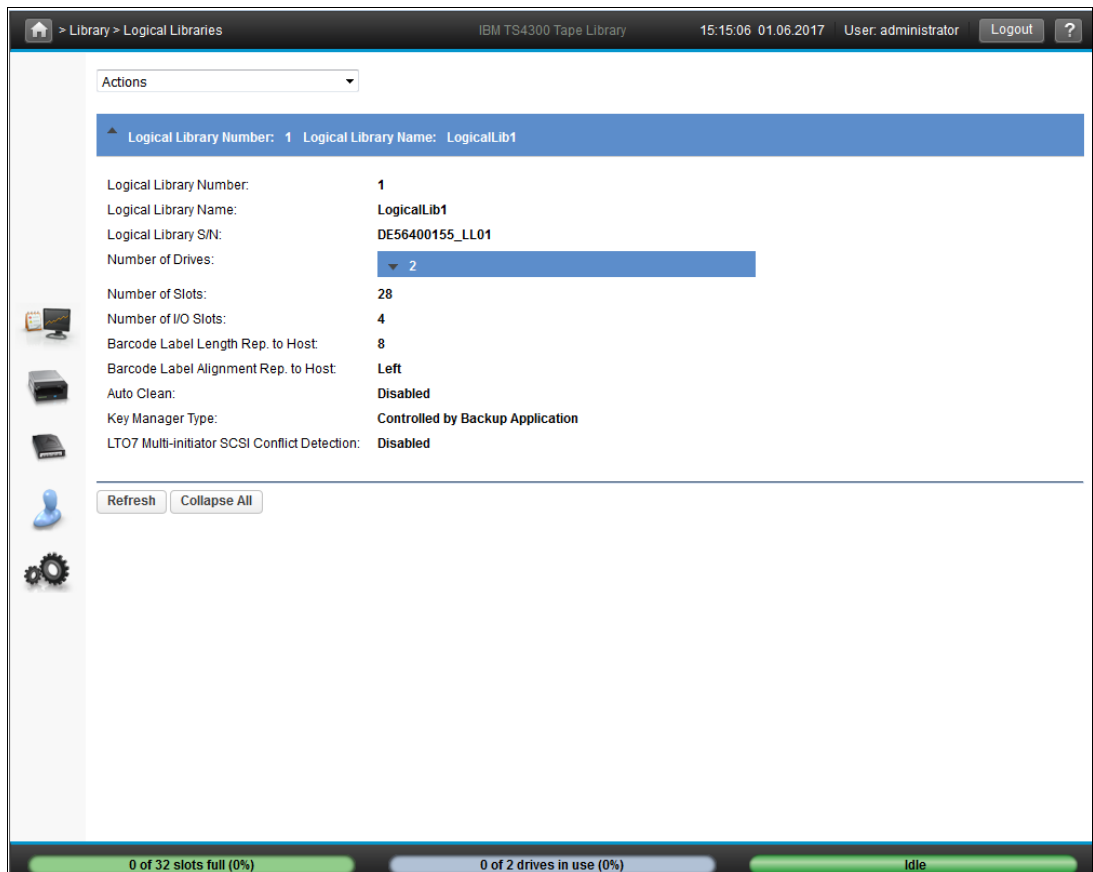 > Library > Logical Libraries IBM TS4300 Tape Library 15:15:06 01.06.2017 User: administrator Logout ?
Actions
Logical Library Number: 1 Logical Library Name: LogicalLib1
Logical Library Number: 1
Logical Library Name: LogicalLib1
Logical Library S/N: DE56400155_LL01
Number of Drives: 2
Number of Slots: 28
Number of I/O Slots: 4
Barcode Label Length Rep. to Host: 8
Barcode Label Alignment Rep. to Host: Left
Auto Clean: Disabled
Key Manager Type: Controlled by Backup Application
LTO7 Multi-initiator SCSI Conflict Detection: Disabled
Refresh Collapse All
0 of 32 slots full (0%) 0 of 2 drives in use (0%) Idle